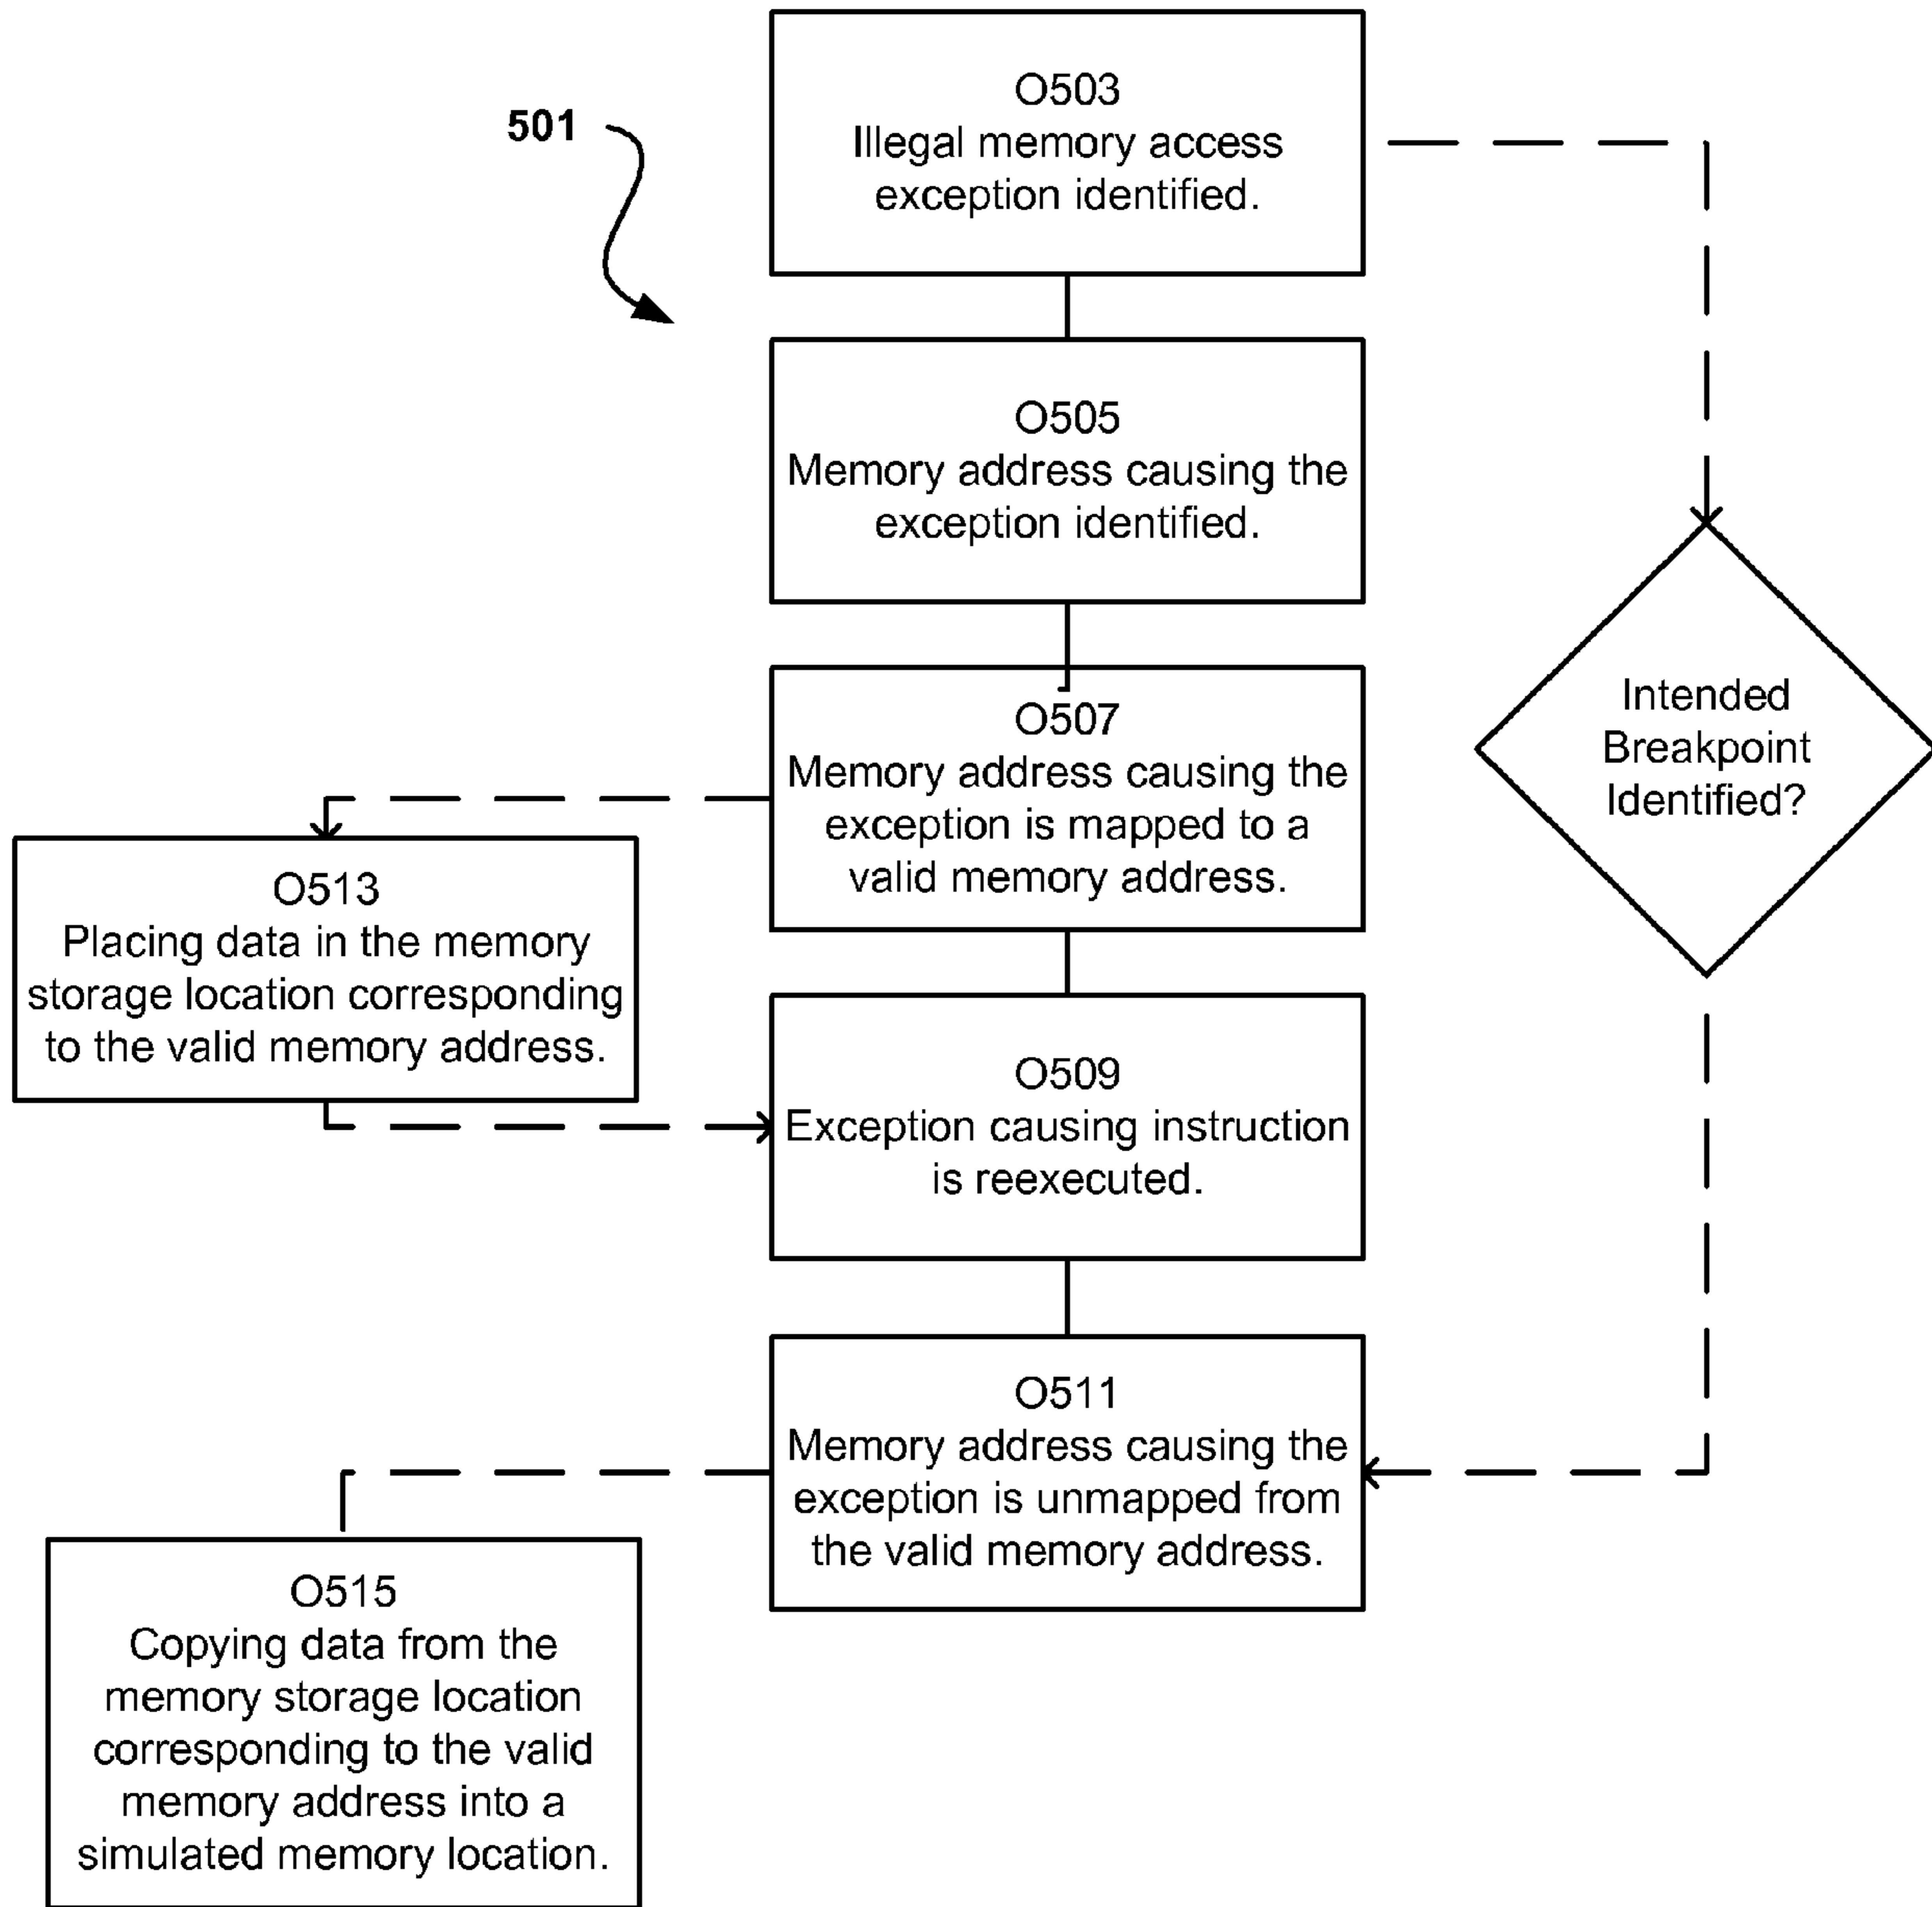 501
O503
Illegal memory access
exception identified.
O505
Memory address causing the
exception identified.
O507
Memory address causing the
exception is mapped to a
valid memory address.
Intended
Breakpoint
Identified?
O513
Placing data in the memory
storage location corresponding
to the valid memory address.
O509
Exception causing instruction
is reexecuted.
O511
Memory address causing the
exception is unmapped from
the valid memory address.
O515
Copying data from the
memory storage location
corresponding to the valid
memory address into a
simulated memory location.